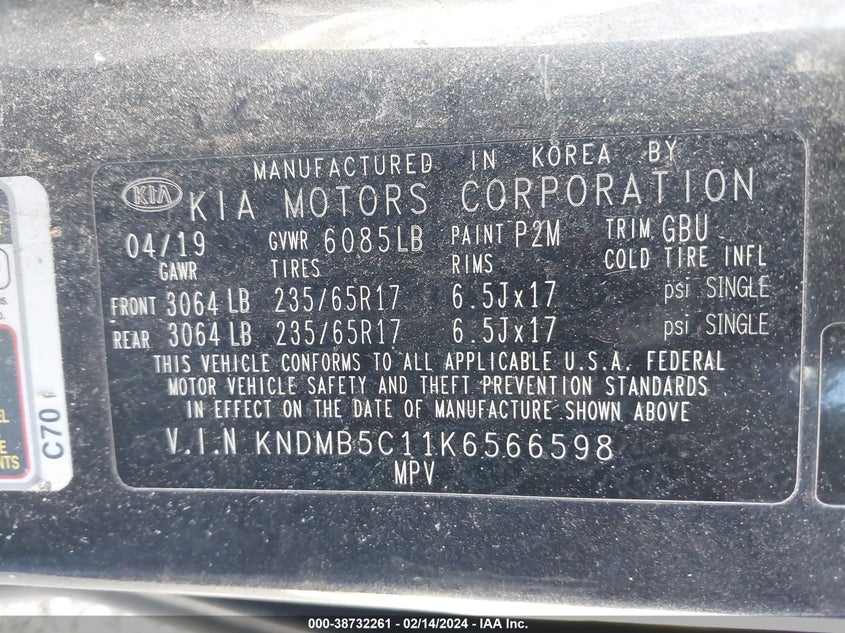 MANUFACTURED IN KOREA BY
KIA KIA MOTORS CORPORATION
04/19 GVWR 6085LB PAINT P2M TRIM GBU
GAWR TIRES RIMS COLD TIRE INFL
FRONT 3064 LB 235/65R17 6.5Jx17 psi SINGLE
REAR 3064 LB 235/65R17 6.5Jx17 psi SINGLE
THIS VEHICLE CONFORMS TO ALL APPLICABLE U.S.A. FEDERAL
MOTOR VEHICLE SAFETY AND THEFT PREVENTION STANDARDS
IN EFFECT ON THE DATE OF MANUFACTURE SHOWN ABOVE
V.I.N KNDMB5C11K6566598
MPV
C70
000-38732261 - 02/14/2024 - IAA Inc.